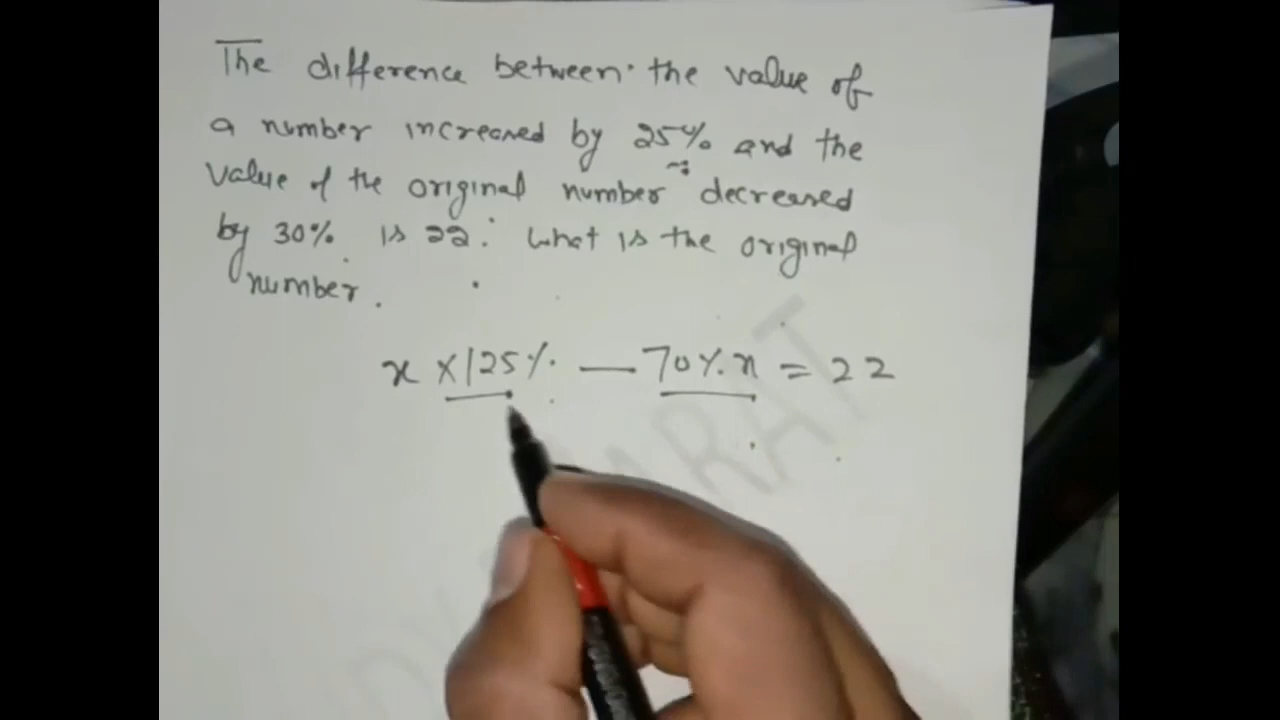 The difference between the value of
a number increased by 25% and the
value of the original number decreased
by 30% is 22. What is the original
number.
x × 125% — 70% x = 22